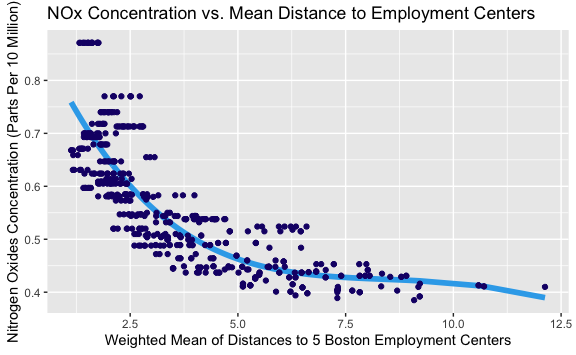 NOx Concentration vs. Mean Distance to Employment Centers
Nitrogen Oxides Concentration (Parts Per 10 Million)
0.8
0.7
0.6
0.5
0.4
2.5 5.0 7.5 10.0 12.5
Weighted Mean of Distances to 5 Boston Employment Centers